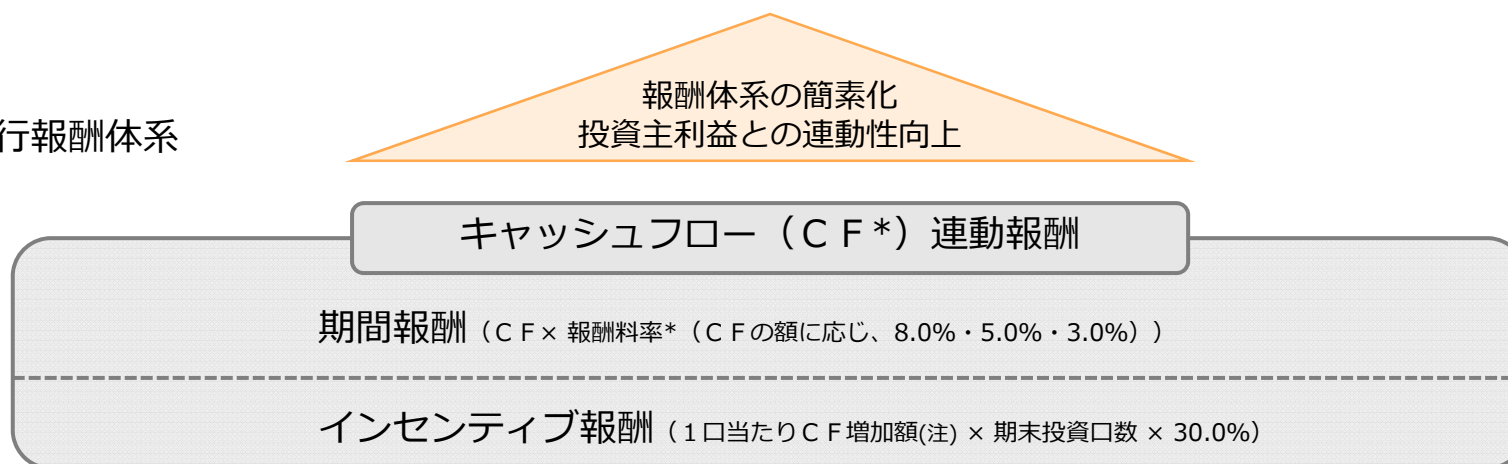 報酬体系の簡素化
投資主利益との連動性向上
行報酬体系
キャッシュフロー（ＣＦ*）連動報酬
期間報酬（ＣＦ× 報酬料率*（ＣＦの額に応じ、8.0%・5.0%・3.0%））
インセンティブ報酬（１口当たりＣＦ増加額(注) × 期末投資口数 × 30.0%）